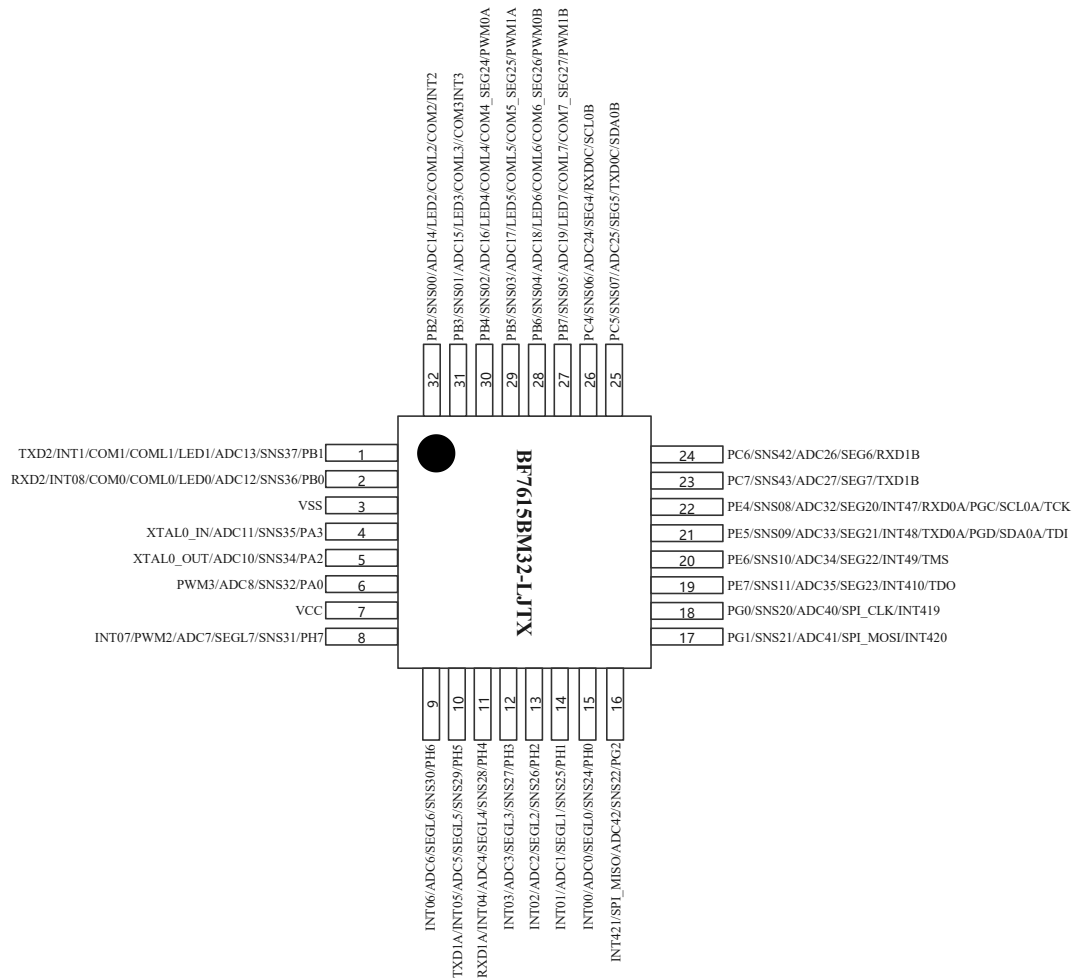 PB2/SNS00/ADC14/LED2/COML2/COM2/INT2
PB3/SNS01/ADC15/LED3/COML3//COM3INT3
PB4/SNS02/ADC16/LED4/COML4/COM4_SEG24/PWM0A
PB5/SNS03/ADC17/LED5/COML5/COM5_SEG25/PWM1A
PB6/SNS04/ADC18/LED6/COML6/COM6_SEG26/PWM0B
PB7/SNS05/ADC19/LED7/COML7/COM7_SEG27/PWM1B
PC4/SNS06/ADC24/SEG4/RXD0C/SCL0B
PC5/SNS07/ADC25/SEG5/TXD0C/SDA0B
32
31
30
29
28
27
26
25
TXD2/INT1/COM1/COML1/LED1/ADC13/SNS37/PB1 1
RXD2/INT08/COM0/COML0/LED0/ADC12/SNS36/PB0 2
VSS 3
XTAL0_IN/ADC11/SNS35/PA3 4
XTAL0_OUT/ADC10/SNS34/PA2 5
PWM3/ADC8/SNS32/PA0 6
VCC 7
INT07/PWM2/ADC7/SEGL7/SNS31/PH7 8
BF7615BM32-LJTX
24 PC6/SNS42/ADC26/SEG6/RXD1B
23 PC7/SNS43/ADC27/SEG7/TXD1B
22 PE4/SNS08/ADC32/SEG20/INT47/RXD0A/PGC/SCL0A/TCK
21 PE5/SNS09/ADC33/SEG21/INT48/TXD0A/PGD/SDA0A/TDI
20 PE6/SNS10/ADC34/SEG22/INT49/TMS
19 PE7/SNS11/ADC35/SEG23/INT410/TDO
18 PG0/SNS20/ADC40/SPI_CLK/INT419
17 PG1/SNS21/ADC41/SPI_MOSI/INT420
9
10
11
12
13
14
15
16
INT06/ADC6/SEGL6/SNS30/PH6
TXD1A/INT05/ADC5/SEGL5/SNS29/PH5
RXD1A/INT04/ADC4/SEGL4/SNS28/PH4
INT03/ADC3/SEGL3/SNS27/PH3
INT02/ADC2/SEGL2/SNS26/PH2
INT01/ADC1/SEGL1/SNS25/PH1
INT00/ADC0/SEGL0/SNS24/PH0
INT421/SPI_MISO/ADC42/SNS22/PG2